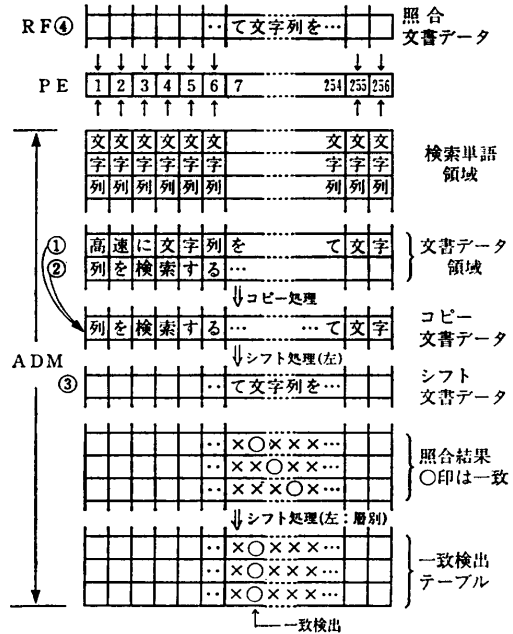 RF④ ‥て文字列を… 照合
文書データ
PE 1 2 3 4 5 6 7 …… 254 255 256
文 文 文 文 文 文 文 文 文
字 字 字 字 字 字 字 字 字
列 列 列 列 列 列 列 列 列
検索単語
領域
① 高速に文字列を て文字
② 列を検索する…
文書データ
領域
コピー処理
列を検索する… …て文字
コピー
文書データ
ADM
シフト処理(左)
③ ‥て文字列を… シフト
文書データ
‥×○×××…
‥××○××…
‥×××○×…
照合結果
○印は一致
シフト処理(左:層別)
‥×○×××…
‥×○×××…
‥×○×××…
一致検出
テーブル
一致検出